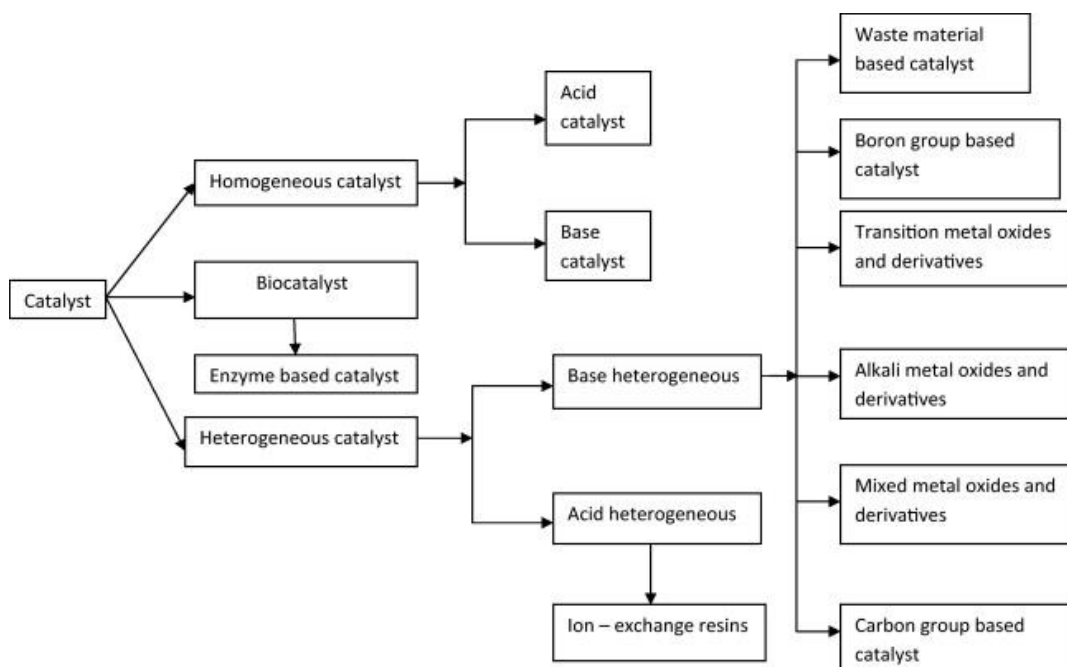 Waste material
based catalyst
Acid
catalyst
Boron group based
catalyst
Homogeneous catalyst
Base
catalyst
Transition metal oxides
and derivatives
Catalyst
Biocatalyst
Enzyme based catalyst
Base heterogeneous
Alkali metal oxides and
derivatives
Heterogeneous catalyst
Mixed metal oxides and
derivatives
Acid heterogeneous
Ion – exchange resins
Carbon group based
catalyst